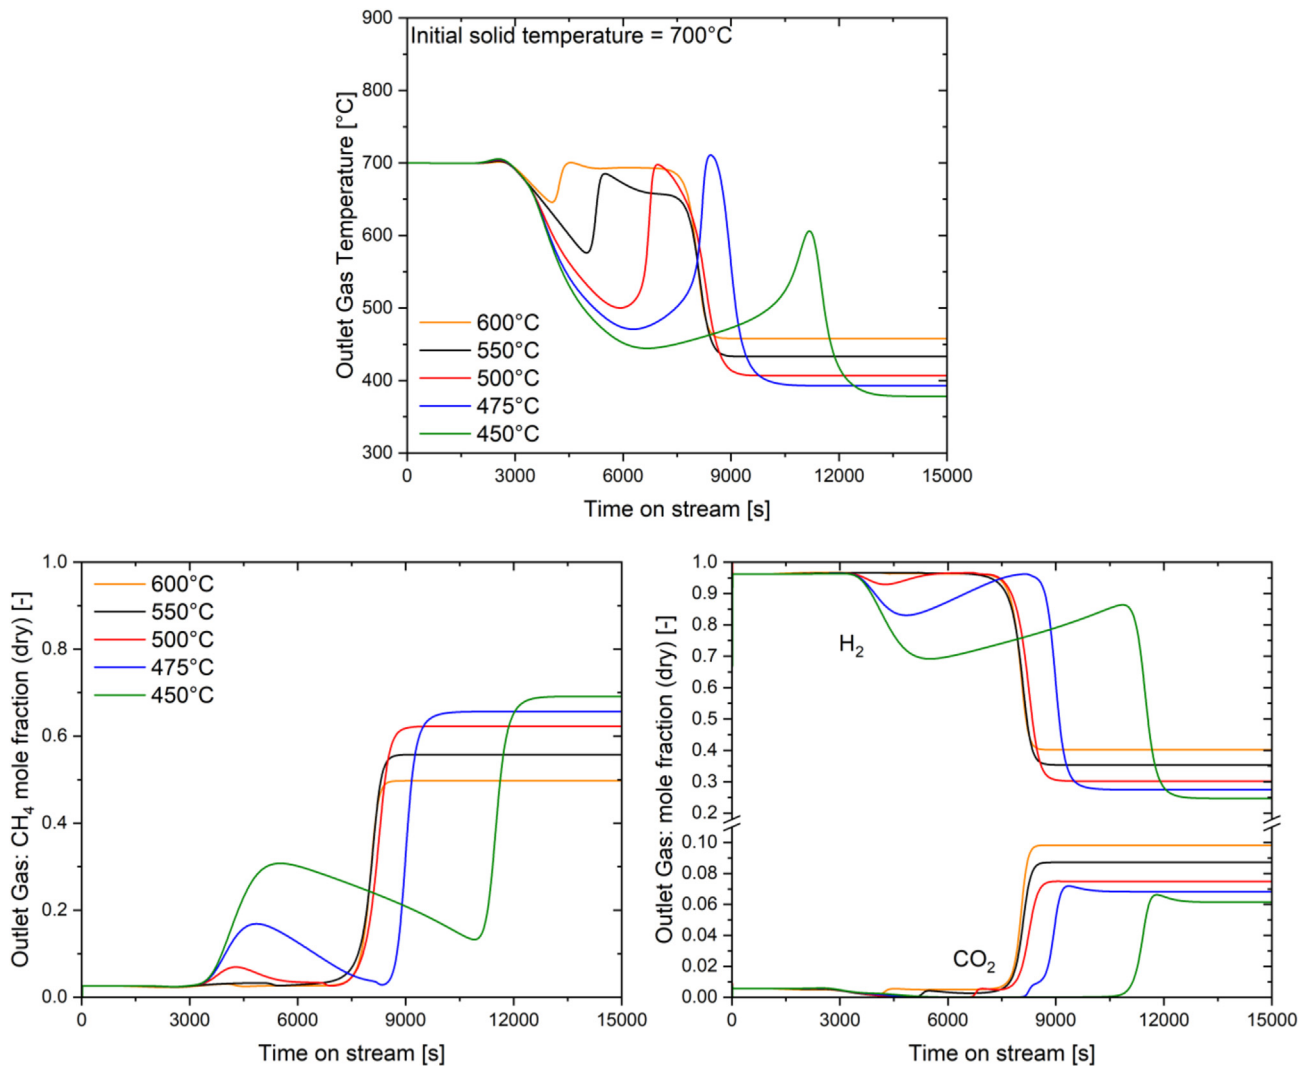 900
Initial solid temperature = 700°C
800
700
600
500
400
300
Outlet Gas Temperature [°C]
600°C
550°C
500°C
475°C
450°C
0 3000 6000 9000 12000 15000
Time on stream [s]
1.0
0.8
0.6
0.4
0.2
0.0
Outlet Gas: CH4 mole fraction (dry) [-]
600°C
550°C
500°C
475°C
450°C
0 3000 6000 9000 12000 15000
Time on stream [s]
1.0
0.9
0.8
0.7
0.6
0.5
0.4
0.3
0.2
0.10
0.08
0.06
0.04
0.02
0.00
Outlet Gas: mole fraction (dry) [-]
H2
CO2
0 3000 6000 9000 12000 15000
Time on stream [s]